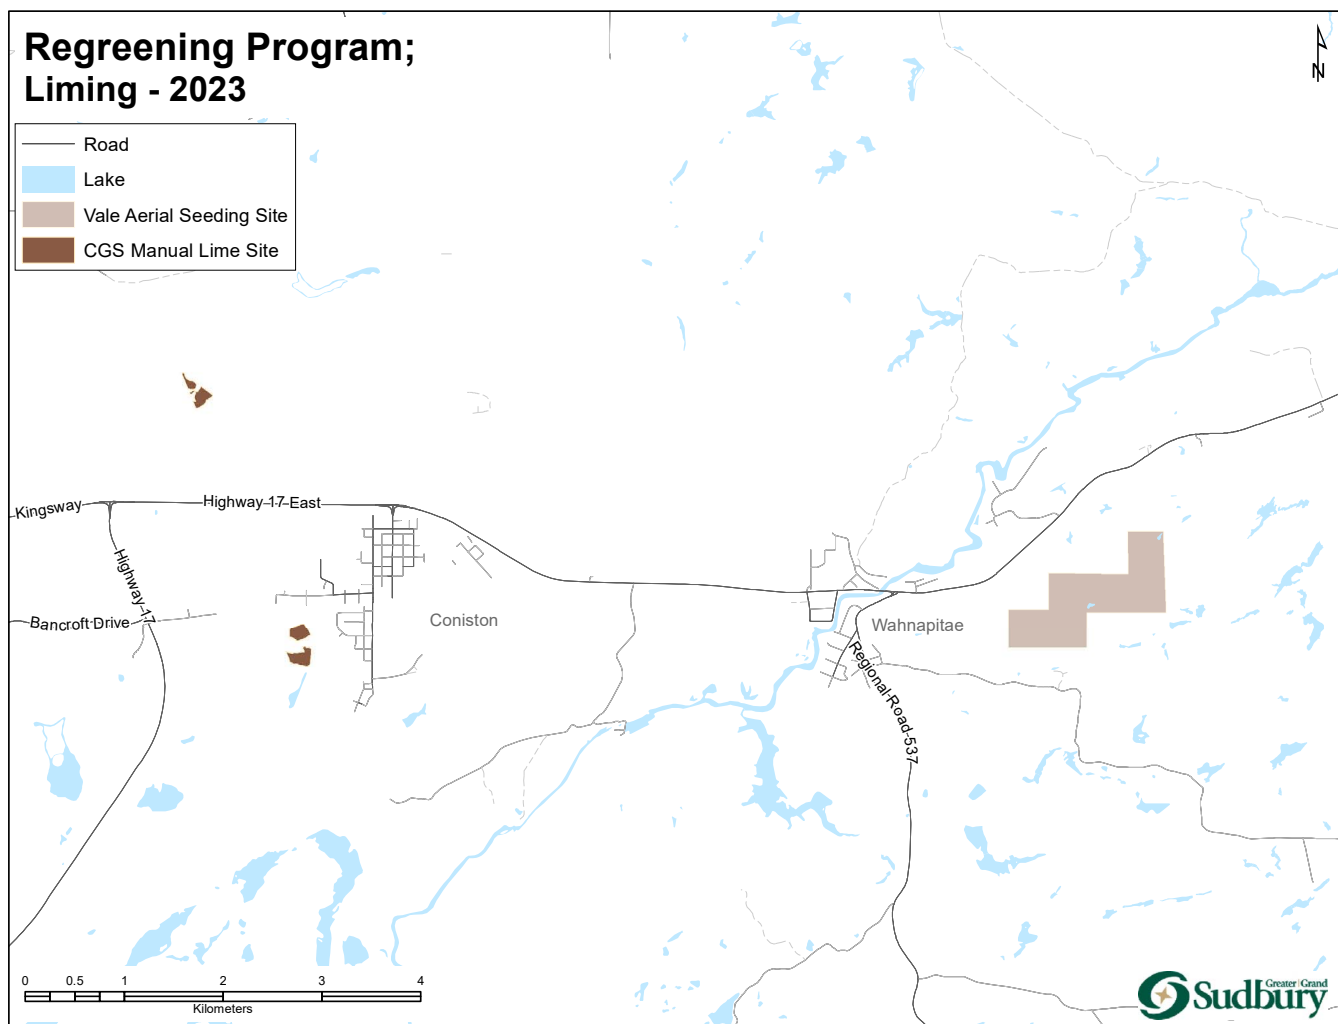 Regreening Program;
Liming - 2023
N
Road
Lake
Vale Aerial Seeding Site
CGS Manual Lime Site
Kingsway
Highway 17 East
Highway 17
Bancroft Drive
Coniston
Wahnapitae
Regional Road 537
0 0.5 1 2 3 4
Kilometers
Greater Grand
Sudbury